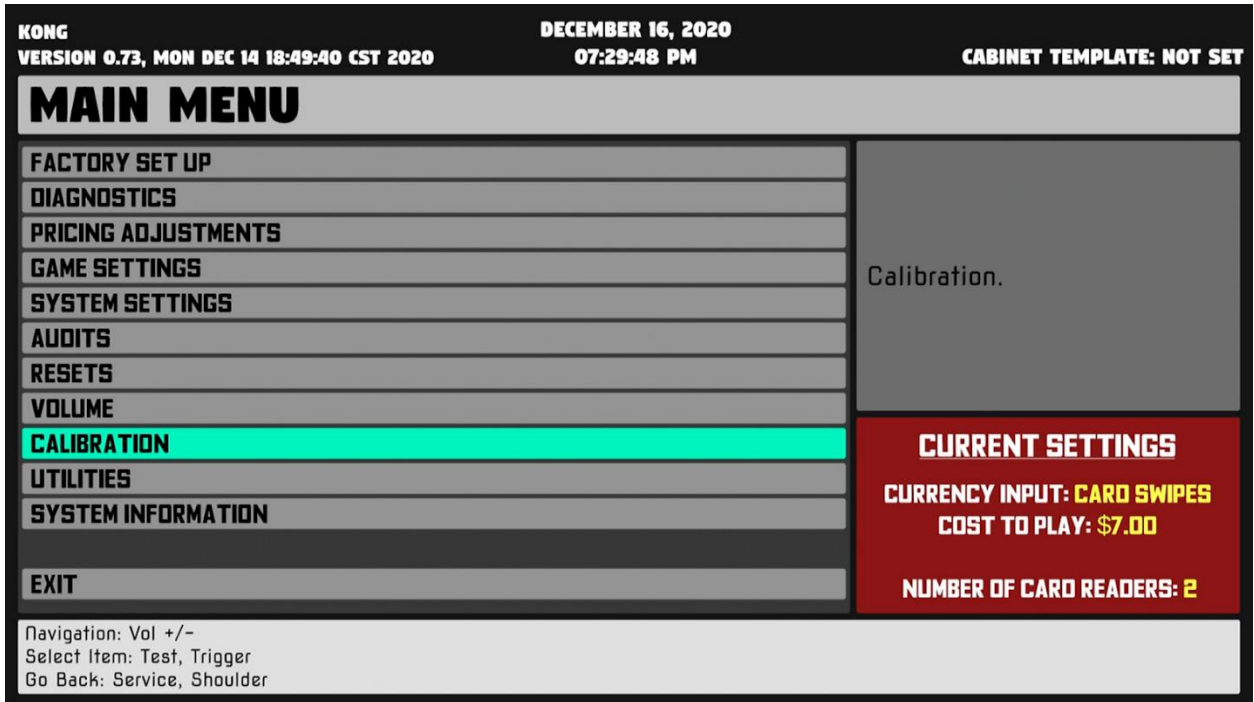 KONG
VERSION 0.73, MON DEC 14 18:49:40 CST 2020
DECEMBER 16, 2020
07:29:48 PM
CABINET TEMPLATE: NOT SET
MAIN MENU
FACTORY SET UP
DIAGNOSTICS
PRICING ADJUSTMENTS
GAME SETTINGS
SYSTEM SETTINGS
AUDITS
RESETS
VOLUME
CALIBRATION
UTILITIES
SYSTEM INFORMATION
EXIT
Calibration.
CURRENT SETTINGS
CURRENCY INPUT: CARD SWIPES
COST TO PLAY: $7.00
NUMBER OF CARD READERS: 2
Navigation: Vol +/-
Select Item: Test, Trigger
Go Back: Service, Shoulder